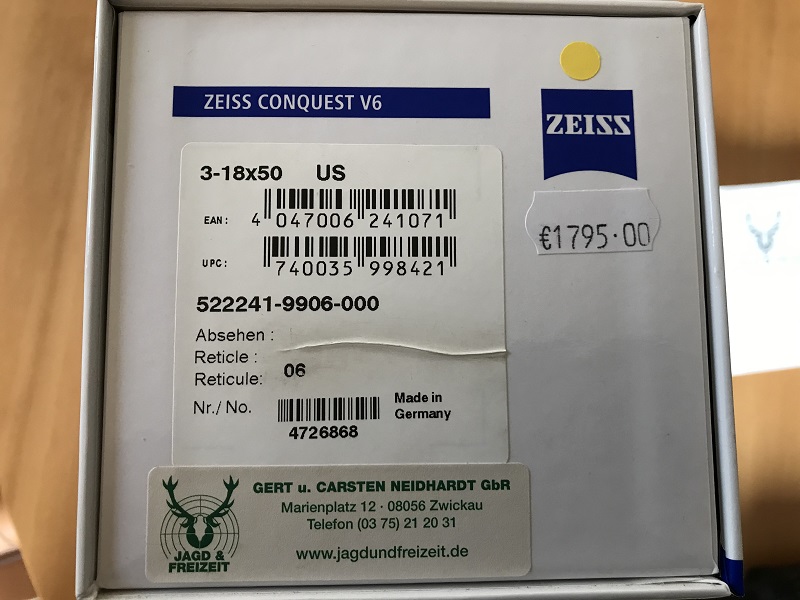 ZEISS CONQUEST V6
ZEISS
€1795·00
3-18x50 US
EAN: 4 047006 241071
UPC: 740035 998421
522241-9906-000
Absehen :
Reticle :
Reticule: 06
Nr./ No.
4726868
Made in
Germany
JAGD &
FREIZEIT
GERT u. CARSTEN NEIDHARDT GbR
Marienplatz 12 · 08056 Zwickau
Telefon (03 75) 21 20 31
www.jagdundfreizeit.de